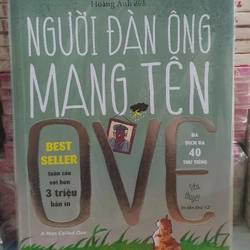 Hoàng Anh dịch
NGƯỜI ĐÀN ÔNG
MANG TÊN
OVE
BEST
SELLER
toàn cầu
với hơn
3 triệu
bản in
ĐÃ
DỊCH RA
40
THỨ TIẾNG
A Man Called Ove